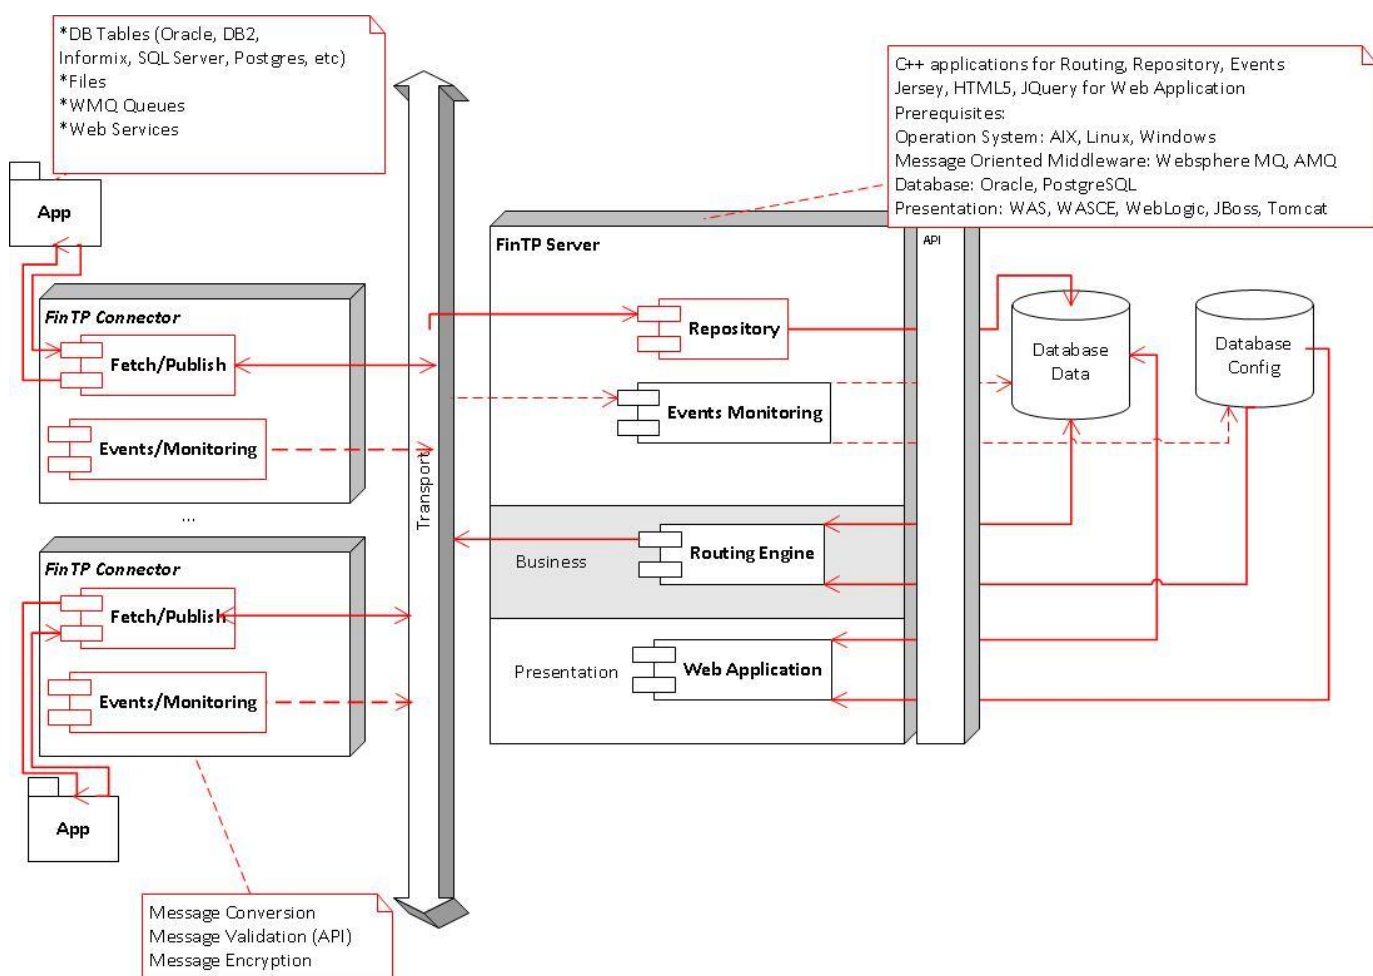 *DB Tables (Oracle, DB2,
Informix, SQL Server, Postgres, etc)
*Files
*WMQ Queues
*Web Services
C++ applications for Routing, Repository, Events
Jersey, HTML5, JQuery for Web Application
Prerequisites:
Operation System: AIX, Linux, Windows
Message Oriented Middleware: Websphere MQ, AMQ
Database: Oracle, PostgreSQL
Presentation: WAS, WASCE, WebLogic, JBoss, Tomcat
App
FinTP Connector
Fetch/Publish
Events/Monitoring
...
FinTP Connector
Fetch/Publish
Events/Monitoring
App
Message Conversion
Message Validation (API)
Message Encryption
Transport
FinTP Server
API
Repository
Events Monitoring
Business
Routing Engine
Presentation
Web Application
Database
Data
Database
Config